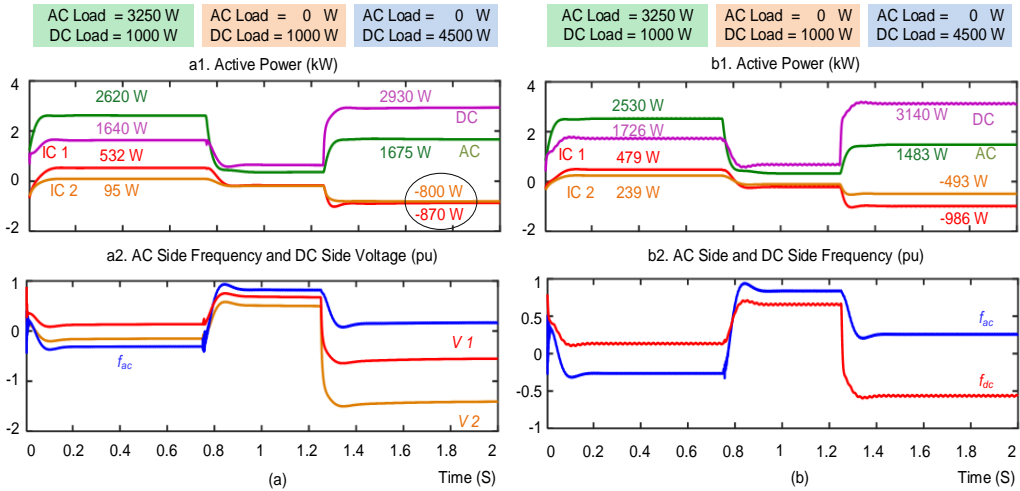 AC Load = 3250 W
DC Load = 1000 W
AC Load = 0 W
DC Load = 1000 W
AC Load = 0 W
DC Load = 4500 W
a1. Active Power (kW)
4
2
0
-2
2620 W
1640 W
IC 1
532 W
IC 2
95 W
2930 W
DC
1675 W
AC
-800 W
-870 W
a2. AC Side Frequency and DC Side Voltage (pu)
1
0
-1
-2
fac
V 1
V 2
0
0.2
0.4
0.6
0.8
1
1.2
1.4
1.6
1.8
2
(a)
Time (S)
AC Load = 3250 W
DC Load = 1000 W
AC Load = 0 W
DC Load = 1000 W
AC Load = 0 W
DC Load = 4500 W
b1. Active Power (kW)
4
2
0
-2
2530 W
1726 W
IC 1
479 W
IC 2
239 W
3140 W
DC
1483 W
AC
-493 W
-986 W
b2. AC Side and DC Side Frequency (pu)
1
0.5
0
-0.5
-1
fac
fdc
0
0.2
0.4
0.6
0.8
1
1.2
1.4
1.6
1.8
2
(b)
Time (S)